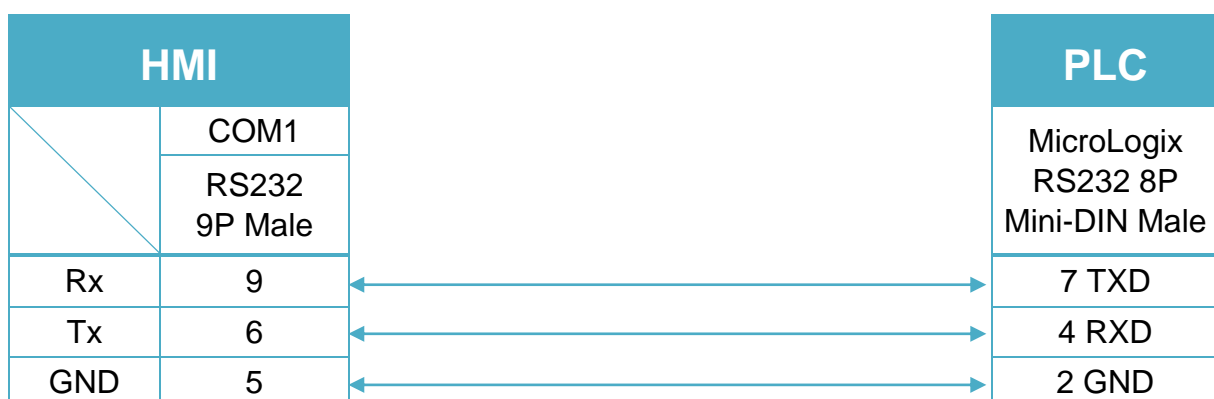 HMI
PLC
COM1
RS232
9P Male
MicroLogix
RS232 8P
Mini-DIN Male
Rx 9 7 TXD
Tx 6 4 RXD
GND 5 2 GND